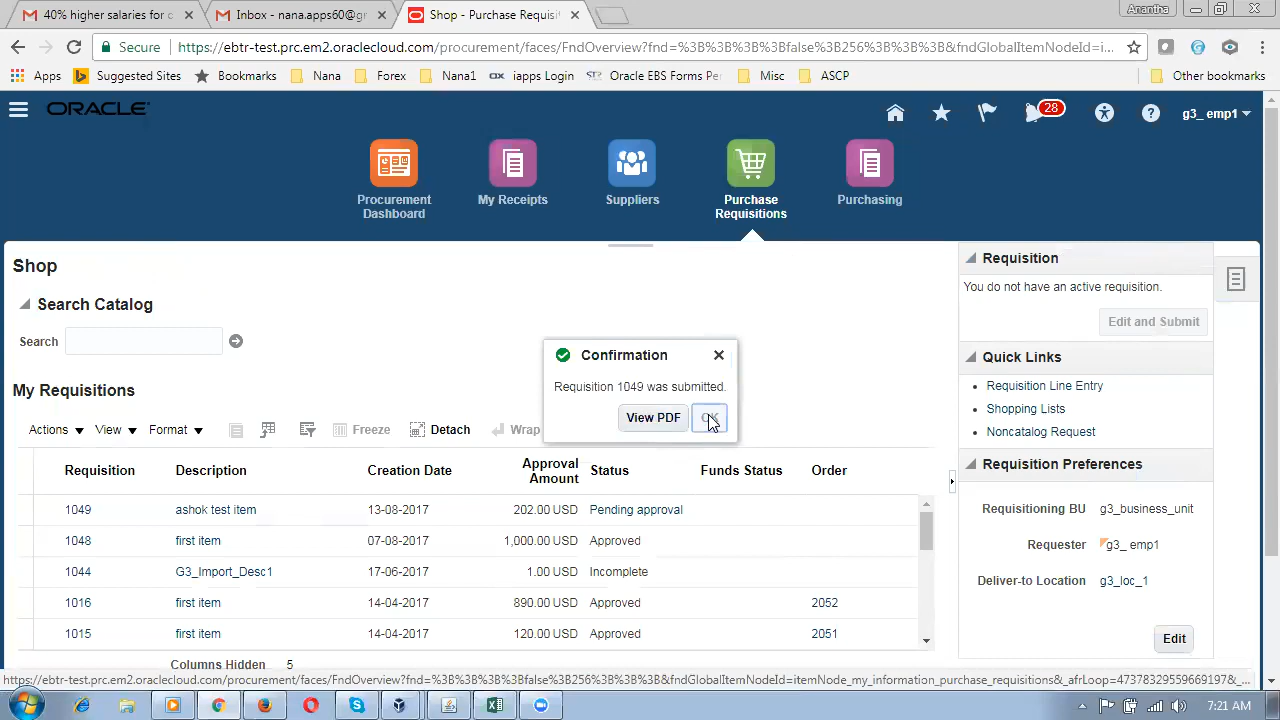 40% higher salaries for c
Inbox - nana.apps60@g
Shop - Purchase Requisit
Anantha
Secure
https://ebtr-test.prc.em2.oraclecloud.com/procurement/faces/FndOverview?fnd=%3B%3B%3B%3Bfalse%3B256%3B%3B%3B&fndGlobalItemNodeId=i...
Apps
Suggested Sites
Bookmarks
Nana
Forex
Nana1
iapps Login
Oracle EBS Forms Pe
Misc
ASCP
Other bookmarks
ORACLE
28
g3_ emp1
Procurement Dashboard
My Receipts
Suppliers
Purchase Requisitions
Purchasing
Shop
Search Catalog
Search
My Requisitions
Actions View Format Freeze Detach Wrap
Requisition Description Creation Date Approval Amount Status Funds Status Order
1049 ashok test item 13-08-2017 202.00 USD Pending approval
1048 first item 07-08-2017 1,000.00 USD Approved
1044 G3_Import_Desc1 17-06-2017 1.00 USD Incomplete
1016 first item 14-04-2017 890.00 USD Approved 2052
1015 first item 14-04-2017 120.00 USD Approved 2051
Columns Hidden 5
Confirmation
Requisition 1049 was submitted.
View PDF
Requisition
You do not have an active requisition.
Edit and Submit
Quick Links
Requisition Line Entry
Shopping Lists
Noncatalog Request
Requisition Preferences
Requisitioning BU g3_business_unit
Requester g3_ emp1
Deliver-to Location g3_loc_1
Edit
https://ebtr-test.prc.em2.oraclecloud.com/procurement/faces/FndOverview?fnd=%3B%3B%3B%3Bfalse%3B256%3B%3B%3B&fndGlobalItemNodeId=itemNode_my_information_purchase_requisitions&_afrLoop=473783295596691978&_...
7:21 AM